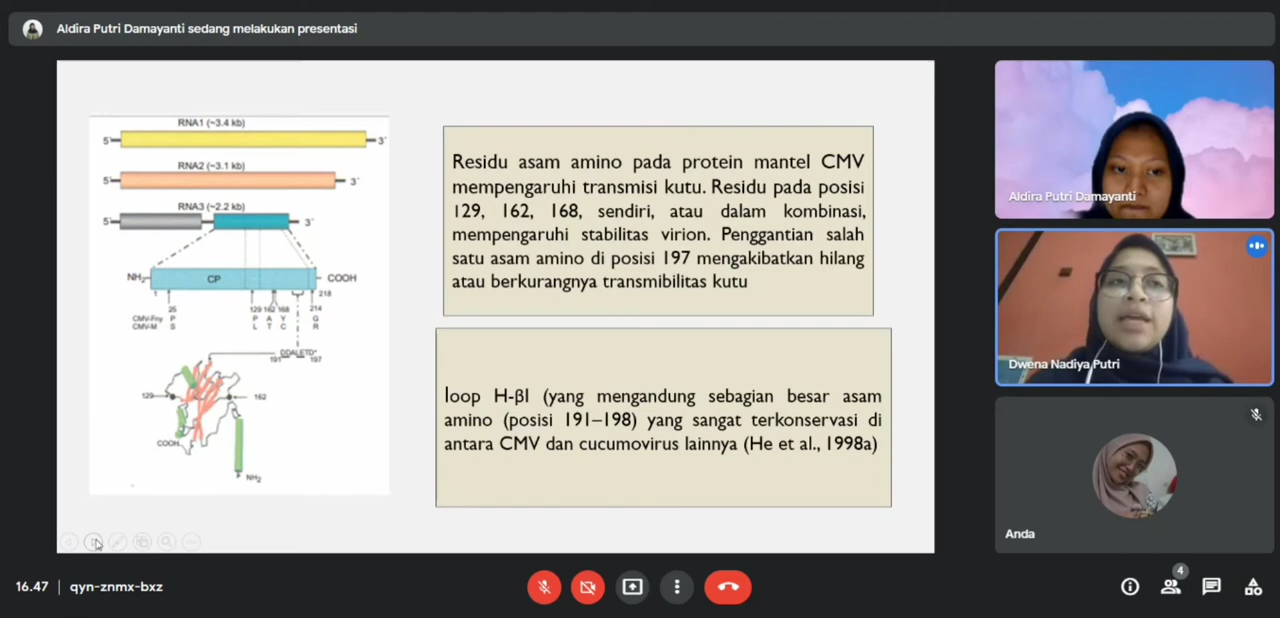 Aldira Putri Damayanti sedang melakukan presentasi
RNA1 (~3.4 kb)
5' 3'
RNA2 (~3.1 kb)
5' 3'
RNA3 (~2.2 kb)
5' 3'
NH2 CP COOH
1 218
25 129 162 168 214
CMV-Fny P P A Y G
CMV-M S L T C R
DDALETD*
191 197
129 162
COOH
NH2
Residu asam amino pada protein mantel CMV
mempengaruhi transmisi kutu. Residu pada posisi
129, 162, 168, sendiri, atau dalam kombinasi,
mempengaruhi stabilitas virion. Penggantian salah
satu asam amino di posisi 197 mengakibatkan hilang
atau berkurangnya transmibilitas kutu
loop H-βI (yang mengandung sebagian besar asam
amino (posisi 191–198) yang sangat terkonservasi di
antara CMV dan cucumovirus lainnya (He et al., 1998a)
Aldira Putri Damayanti
Dwena Nadiya Putri
Anda
16.47 | qyn-znmx-bxz
4